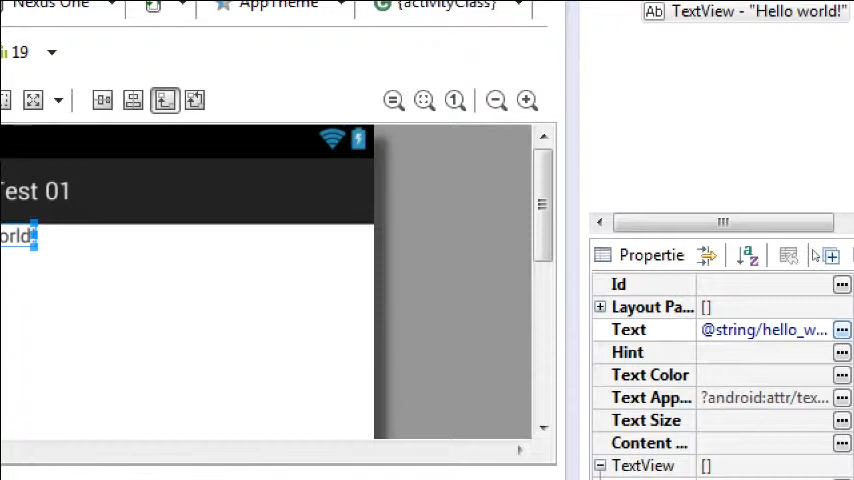 Nexus One
AppTheme
{activityClass}
TextView - "Hello world!"
19
Test 01
orld!
Propertie
Id
Layout Pa... []
Text @string/hello_w...
Hint
Text Color
Text App... ?android:attr/tex...
Text Size
Content ...
TextView []